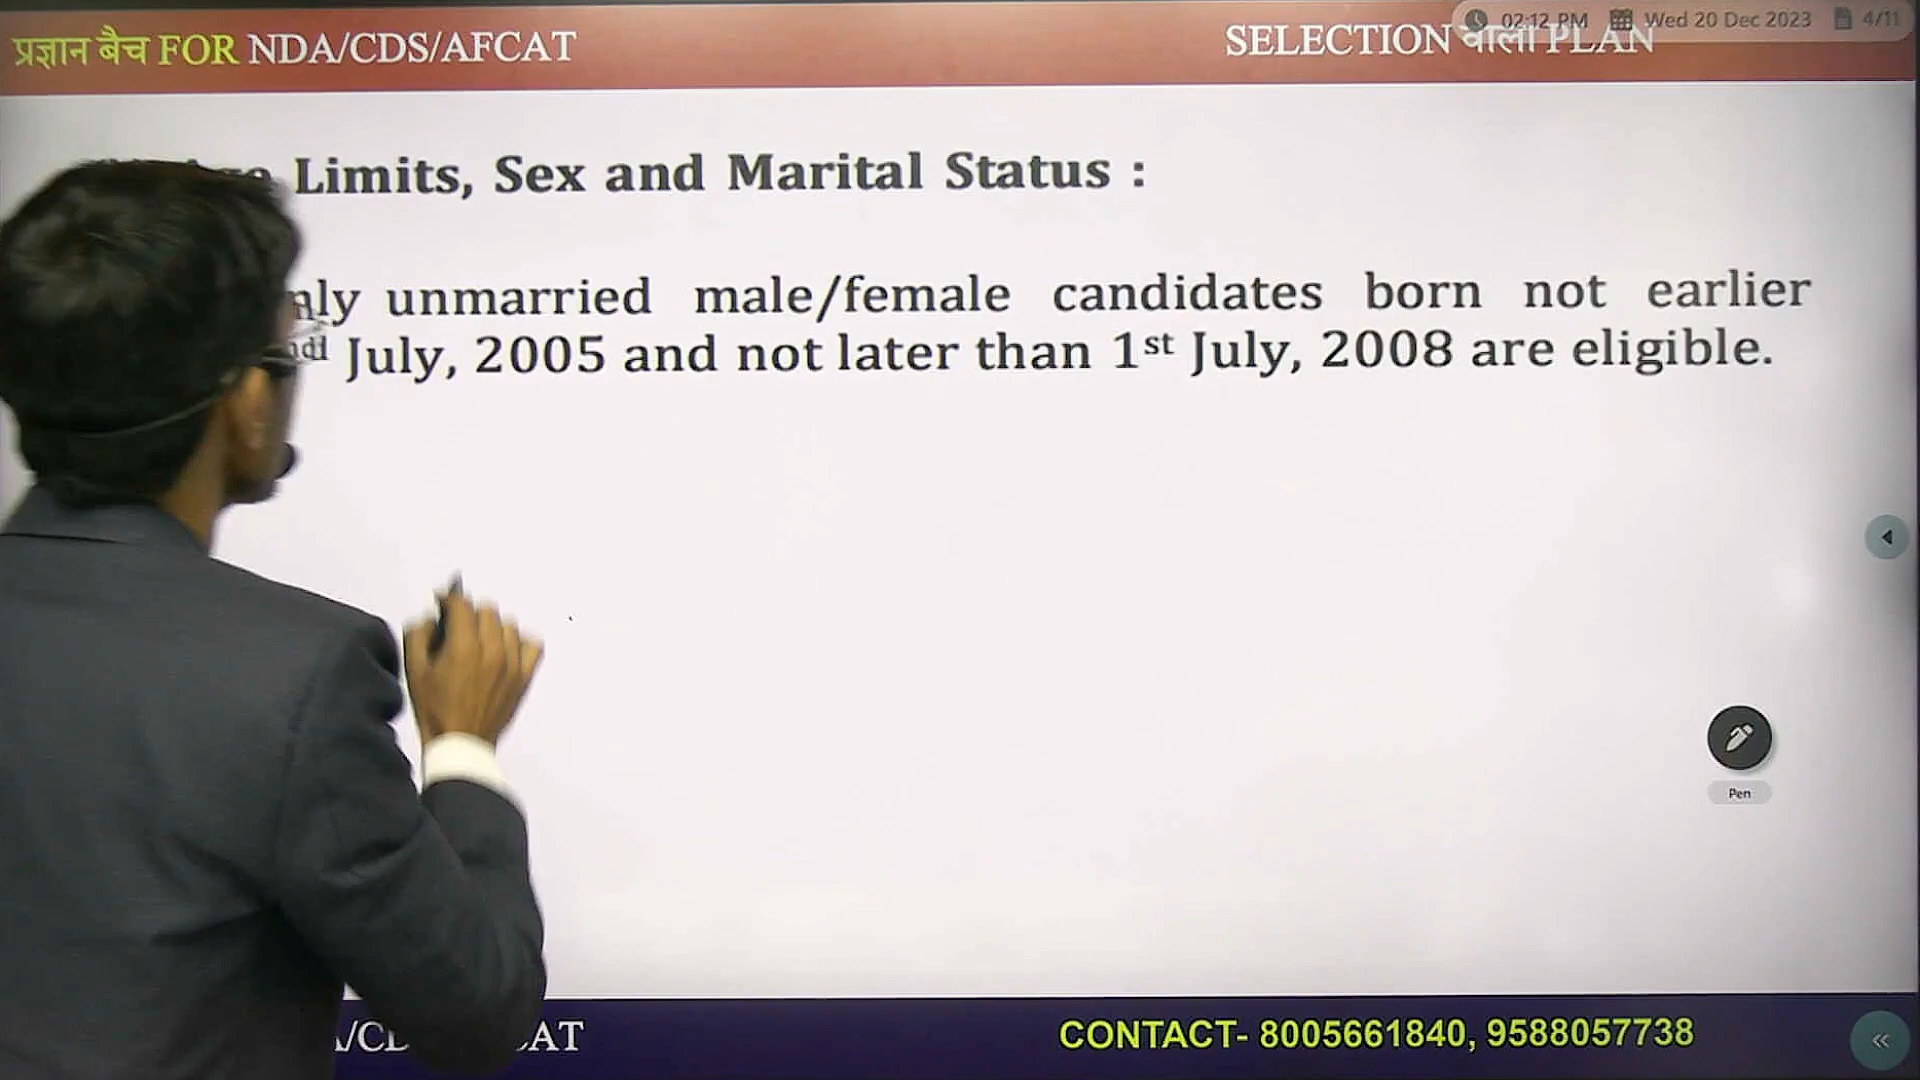 प्रज्ञान बैच FOR NDA/CDS/AFCAT
SELECTION वाला PLAN
02:12 PM Wed 20 Dec 2023 4/11
Limits, Sex and Marital Status :
unmarried male/female candidates born not earlier
July, 2005 and not later than 1st July, 2008 are eligible.
Pen
CONTACT- 8005661840, 9588057738